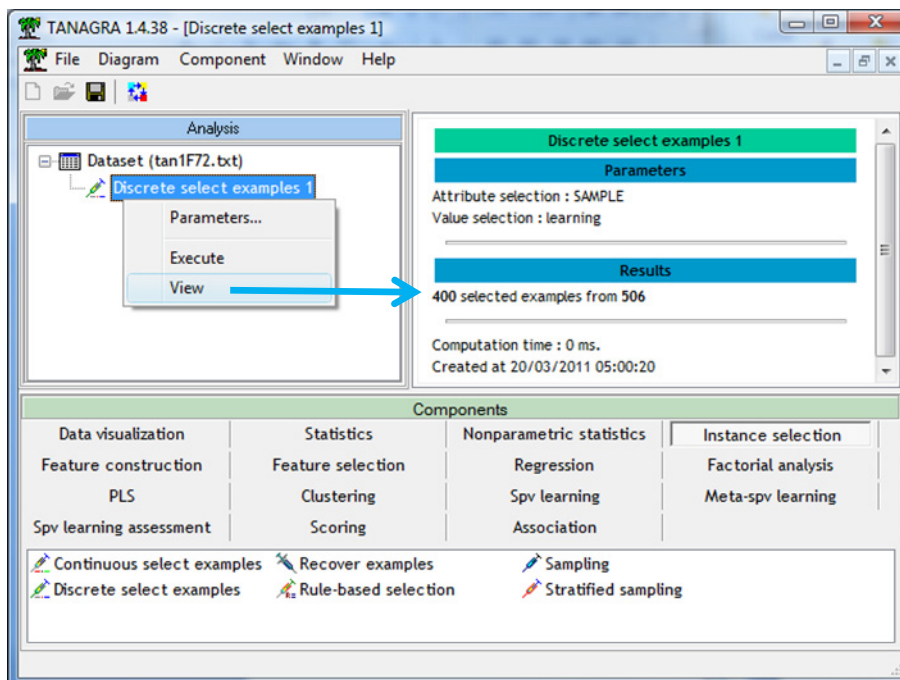 TANAGRA 1.4.38 - [Discrete select examples 1]
File Diagram Component Window Help
Analysis
Dataset (tan1F72.txt)
Discrete select examples 1
Parameters...
Execute
View
Discrete select examples 1
Parameters
Attribute selection : SAMPLE
Value selection : learning
Results
400 selected examples from 506
Computation time : 0 ms.
Created at 20/03/2011 05:00:20
Components
Data visualization Statistics Nonparametric statistics Instance selection
Feature construction Feature selection Regression Factorial analysis
PLS Clustering Spv learning Meta-spv learning
Spv learning assessment Scoring Association
Continuous select examples Recover examples Sampling
Discrete select examples Rule-based selection Stratified sampling